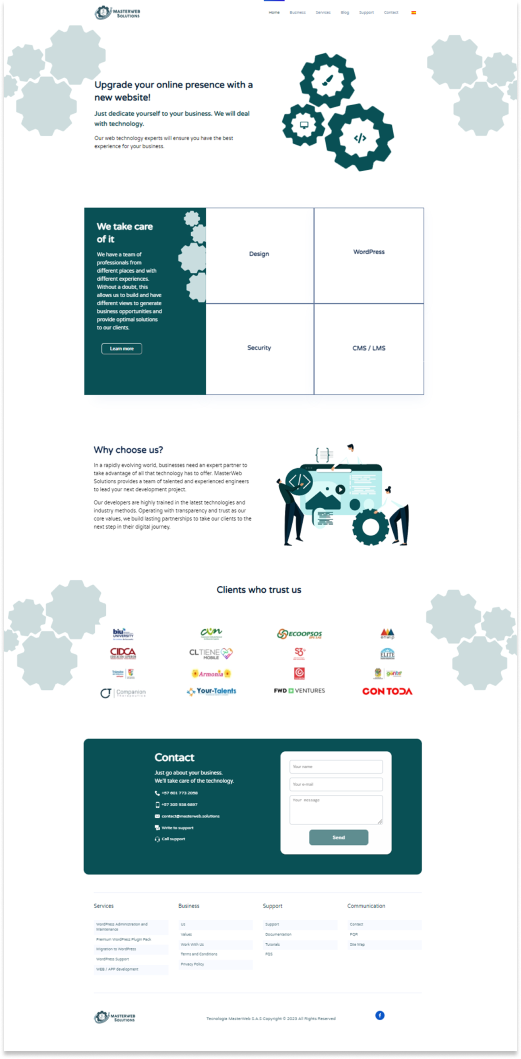 MASTERWEB
SOLUTIONS
Home Business Services Blog Support Contact
Upgrade your online presence with a
new website!
Just dedicate yourself to your business. We will deal
with technology.
Our web technology experts will ensure you have the best
experience for your business.
We take care
of it
We have a team of
professionals from
different places and with
different experiences.
Without a doubt, this
allows us to build and have
different views to generate
business opportunities and
provide optimal solutions
to our clients.
Learn more
Design
WordPress
Security
CMS / LMS
Why choose us?
In a rapidly evolving world, businesses need an expert partner to
take advantage of all that technology has to offer. MasterWeb
Solutions provides a team of talented and experienced engineers
to lead your next development project.
Our developers are highly trained in the latest technologies and
industry methods. Operating with transparency and trust as our
core values, we build lasting partnerships to take our clients to the
next step in their digital journey.
Clients who trust us
blu
UNIVERSITY
ECOOPSOS
CIDCA
CLTIENE
MOBILE
S3
ELITE
Armonia
Comparison
Your-Talents
FWD VENTURES
CON TODA
Contact
Just go about your business.
We'll take care of the technology.
contact@masterweb.solutions
Write to support
Call support
Your name
Your e-mail
Your message
Send
Services
WordPress Administration and
Maintenance
Premium WordPress Plugin Pack
Migration to WordPress
WordPress Support
WEB / APP Development
Business
Us
Values
Work With Us
Terms and Conditions
Privacy Policy
Support
Support
Documentation
Tutorials
Communication
Contact
PQR
Site Map
MASTERWEB
SOLUTIONS
Tecnologia MasterWeb S.A.S Copyright © 2023 All Rights Reserved
f